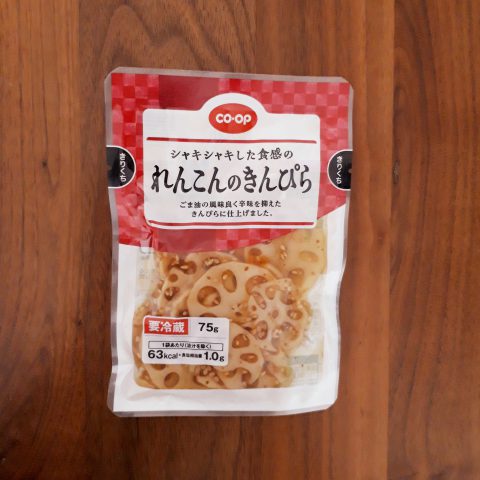 CO·OP
シャキシャキした食感の
れんこんのきんぴら
ごま油の風味良く辛味を抑えた
きんぴらに仕上げました。
きりくち
きりくち
要冷蔵 75g
1袋あたり(液汁を除く)
63kcal・食塩相当量1.0g